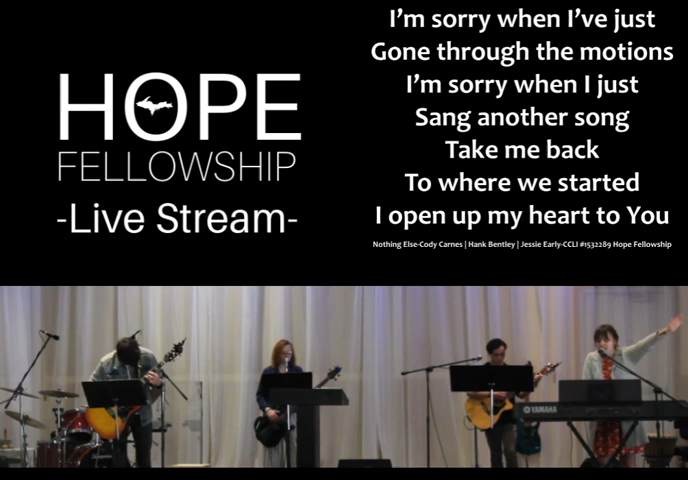 HOPE
FELLOWSHIP
-Live Stream-
I'm sorry when I've just
Gone through the motions
I'm sorry when I just
Sang another song
Take me back
To where we started
I open up my heart to You
Nothing Else-Cody Carnes | Hank Bentley | Jessie Early-CCLI #1532289 Hope Fellowship
YAMAHA